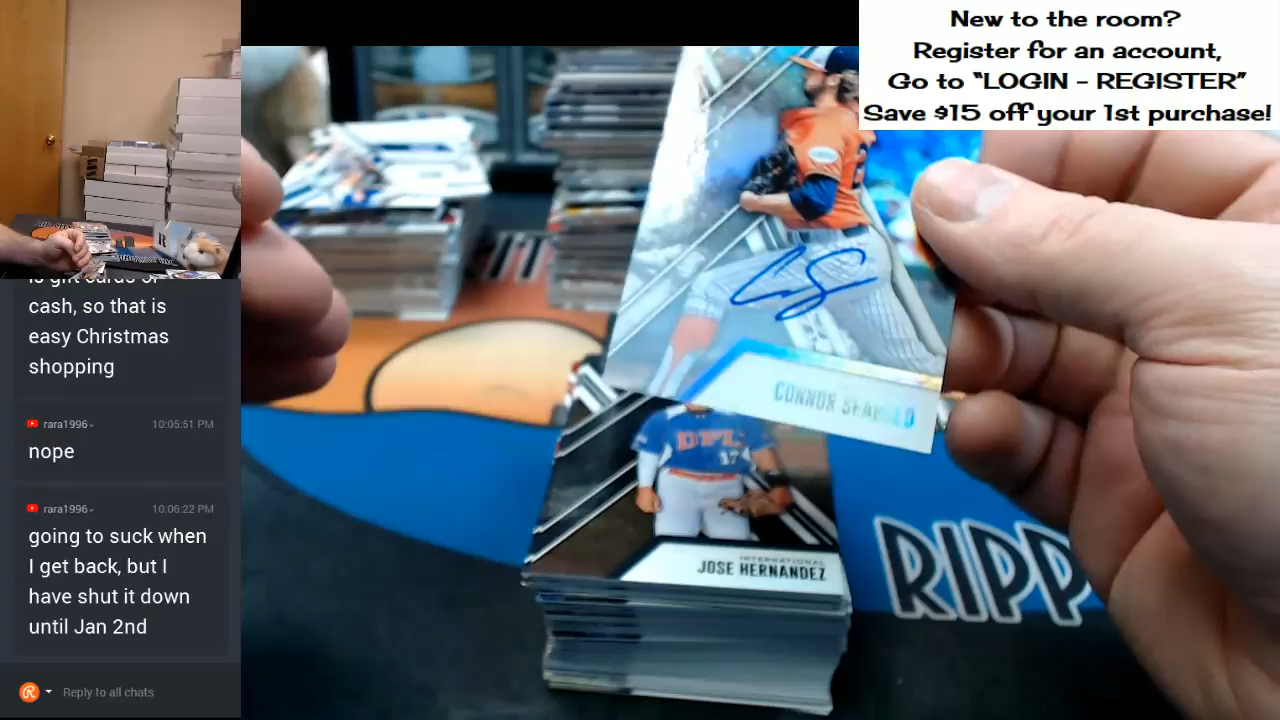 New to the room?
Register for an account,
Go to "LOGIN - REGISTER"
Save $15 off your 1st purchase!
cash, so that is
easy Christmas
shopping
rara1996
10:05:51 PM
nope
rara1996
10:06:22 PM
going to suck when
I get back, but I
have shut it down
until Jan 2nd
Reply to all chats
CONNOR
DPL
17
INTERNATIONAL
JOSE HERNANDEZ
RIPP